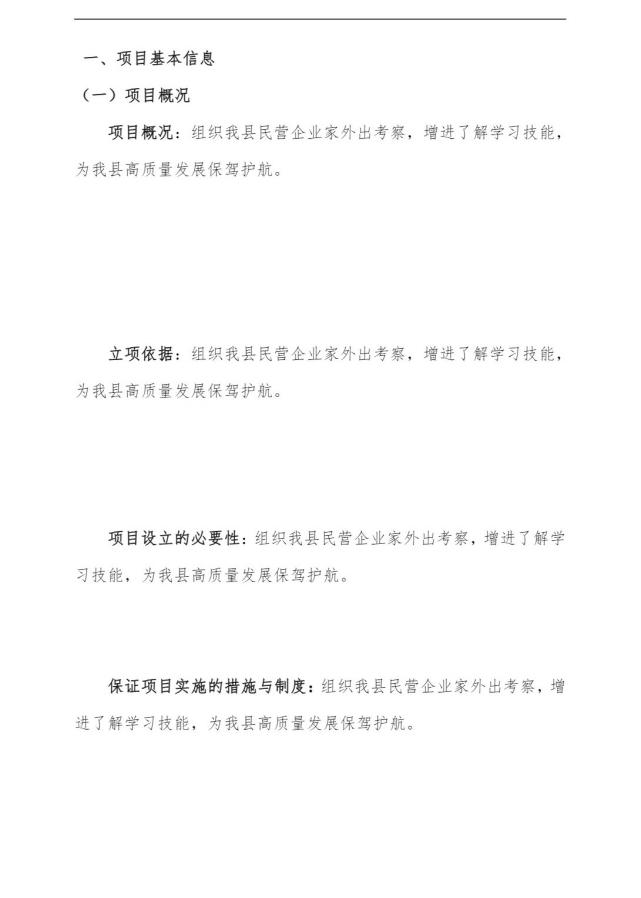 一、项目基本信息
（一）项目概况
项目概况：组织我县民营企业家外出考察，增进了解学习技能，
为我县高质量发展保驾护航。
立项依据：组织我县民营企业家外出考察，增进了解学习技能，
为我县高质量发展保驾护航。
项目设立的必要性：组织我县民营企业家外出考察，增进了解学
习技能，为我县高质量发展保驾护航。
保证项目实施的措施与制度：组织我县民营企业家外出考察，增
进了解学习技能，为我县高质量发展保驾护航。